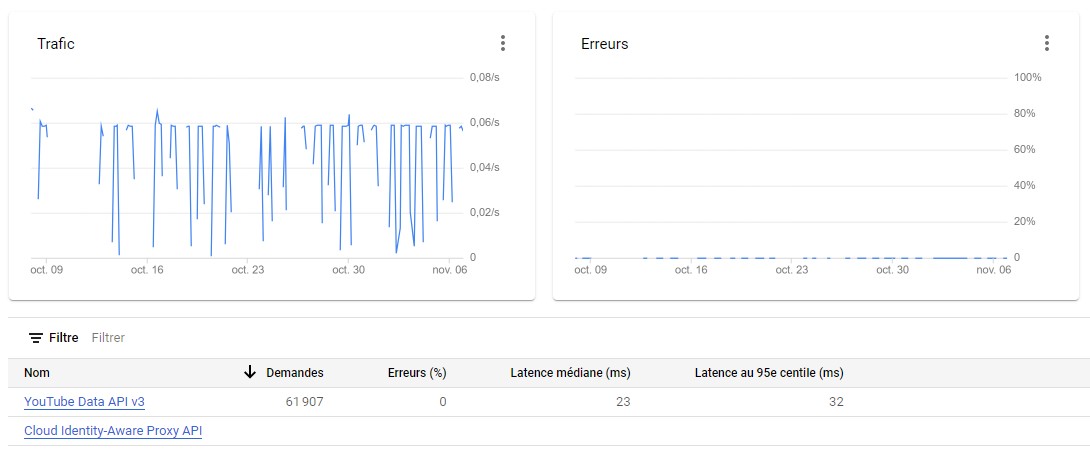 Trafic
0,08/s
0,06/s
0,04/s
0,02/s
0
oct. 09 oct. 16 oct. 23 oct. 30 nov. 06
Erreurs
100%
80%
60%
40%
20%
0
oct. 09 oct. 16 oct. 23 oct. 30 nov. 06
Filtre Filtrer
Nom Demandes Erreurs (%) Latence médiane (ms) Latence au 95e centile (ms)
YouTube Data API v3 61 907 0 23 32
Cloud Identity-Aware Proxy API